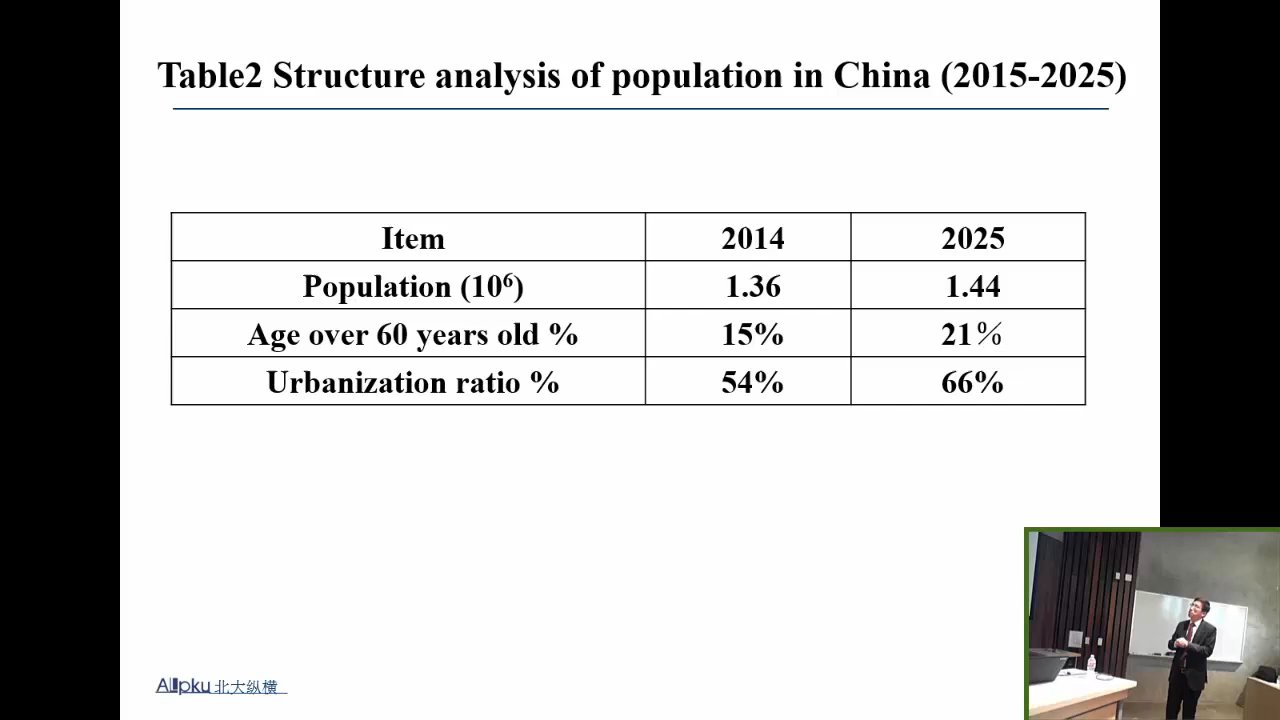 Table2 Structure analysis of population in China (2015-2025)
Item 2014 2025
Population (10⁶) 1.36 1.44
Age over 60 years old % 15% 21%
Urbanization ratio % 54% 66%
Allpku 北大纵横